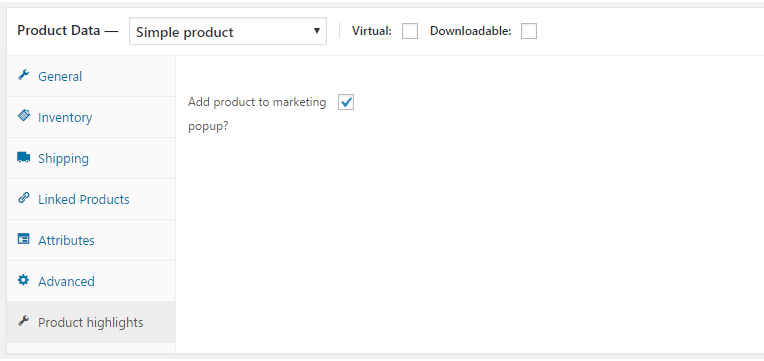 Product Data — Simple product Virtual: Downloadable:
General
Inventory
Shipping
Linked Products
Attributes
Advanced
Product highlights
Add product to marketing
popup?